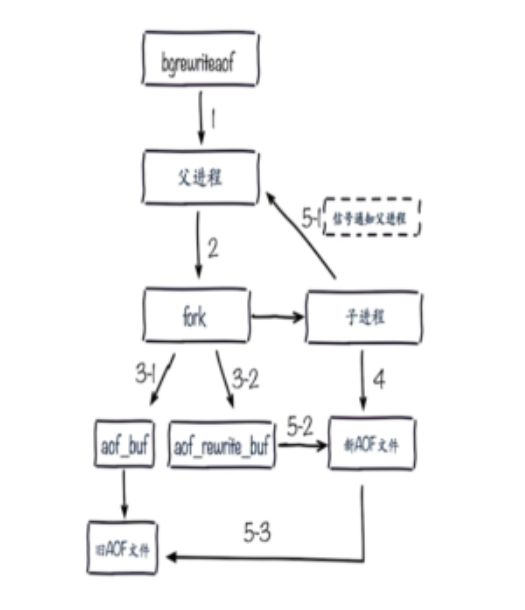 bgrewriteaof
1
父进程
5-1
信号通知父进程
2
fork
子进程
3-1
3-2
4
aof_buf
aof_rewrite_buf
5-2
新AOF文件
旧AOF文件
5-3